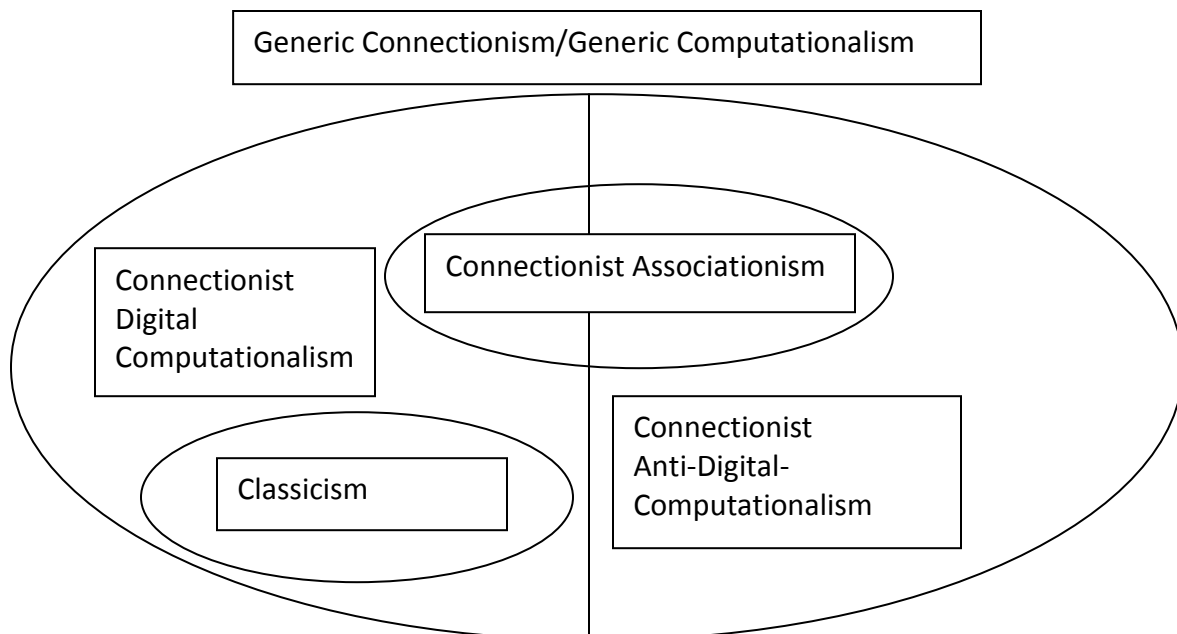 Generic Connectionism/Generic Computationalism
Connectionist Associationism
Connectionist
Digital
Computationalism
Connectionist
Anti-Digital-
Computationalism
Classicism